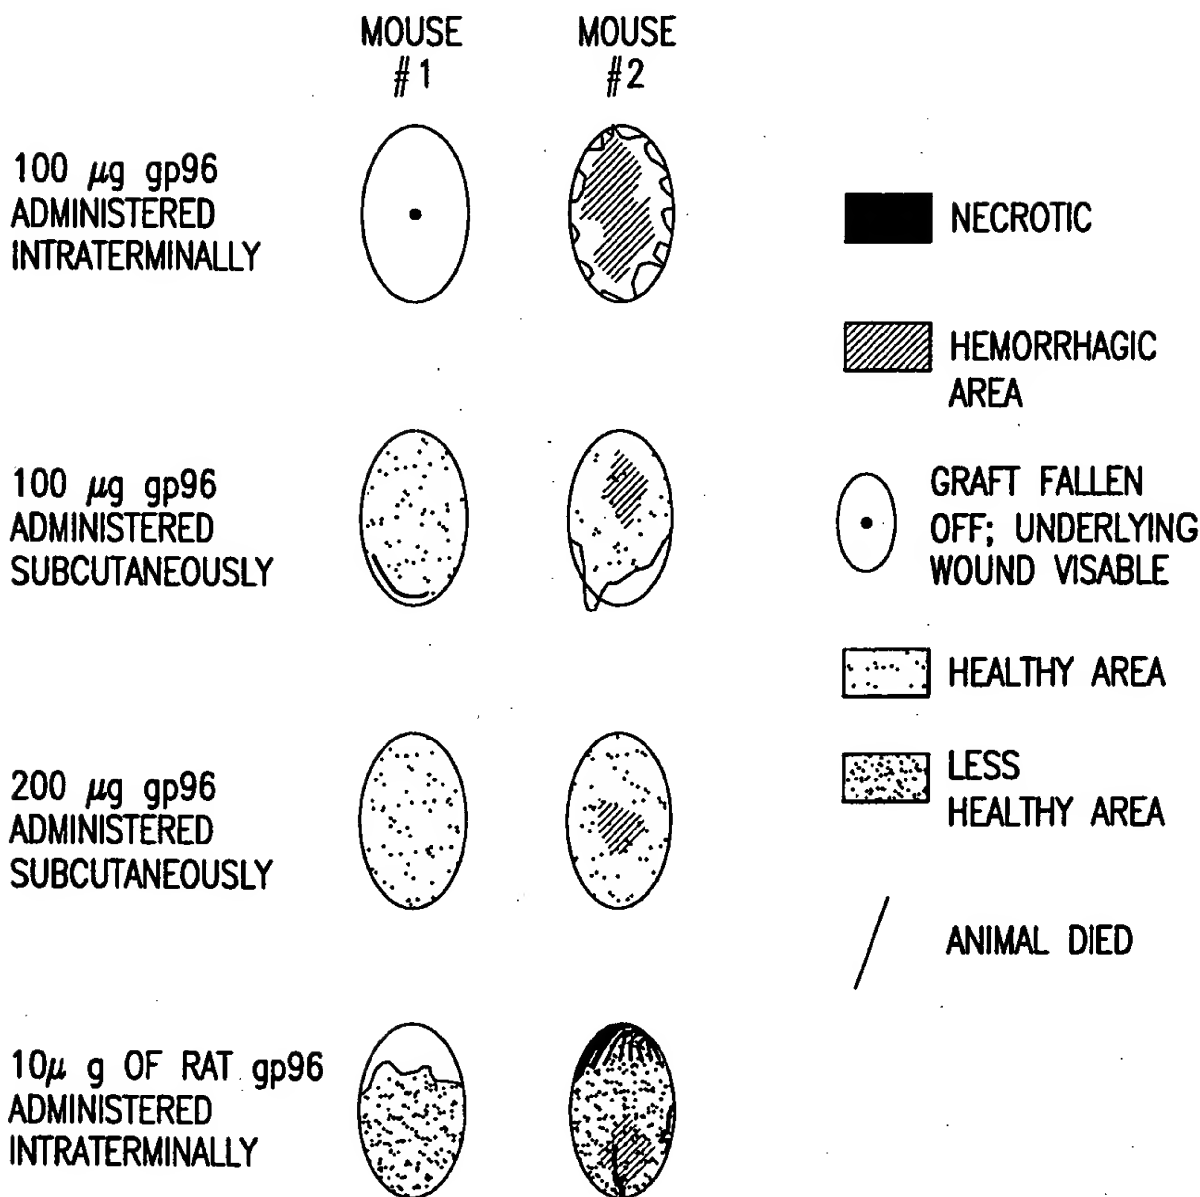 MOUSE
#1
MOUSE
#2
100 μg gp96
ADMINISTERED
INTRATERMINALLY
100 μg gp96
ADMINISTERED
SUBCUTANEOUSLY
200 μg gp96
ADMINISTERED
SUBCUTANEOUSLY
10μ g OF RAT gp96
ADMINISTERED
INTRATERMINALLY
NECROTIC
HEMORRHAGIC
AREA
GRAFT FALLEN
OFF; UNDERLYING
WOUND VISABLE
HEALTHY AREA
LESS
HEALTHY AREA
ANIMAL DIED